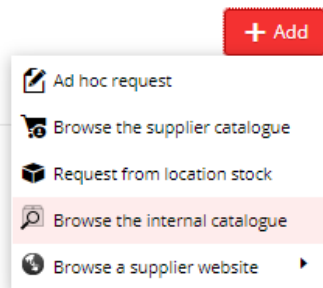 + Add
Ad hoc request
Browse the supplier catalogue
Request from location stock
Browse the internal catalogue
Browse a supplier website